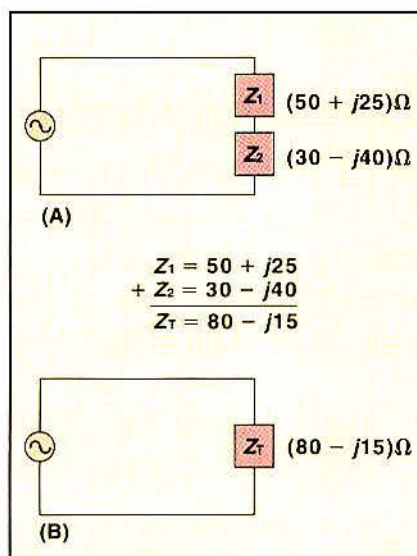 Z1
(50 + j25)Ω
Z2
(30 − j40)Ω
(A)
Z1 = 50 + j25
+ Z2 = 30 − j40
ZT = 80 − j15
ZT
(80 − j15)Ω
(B)